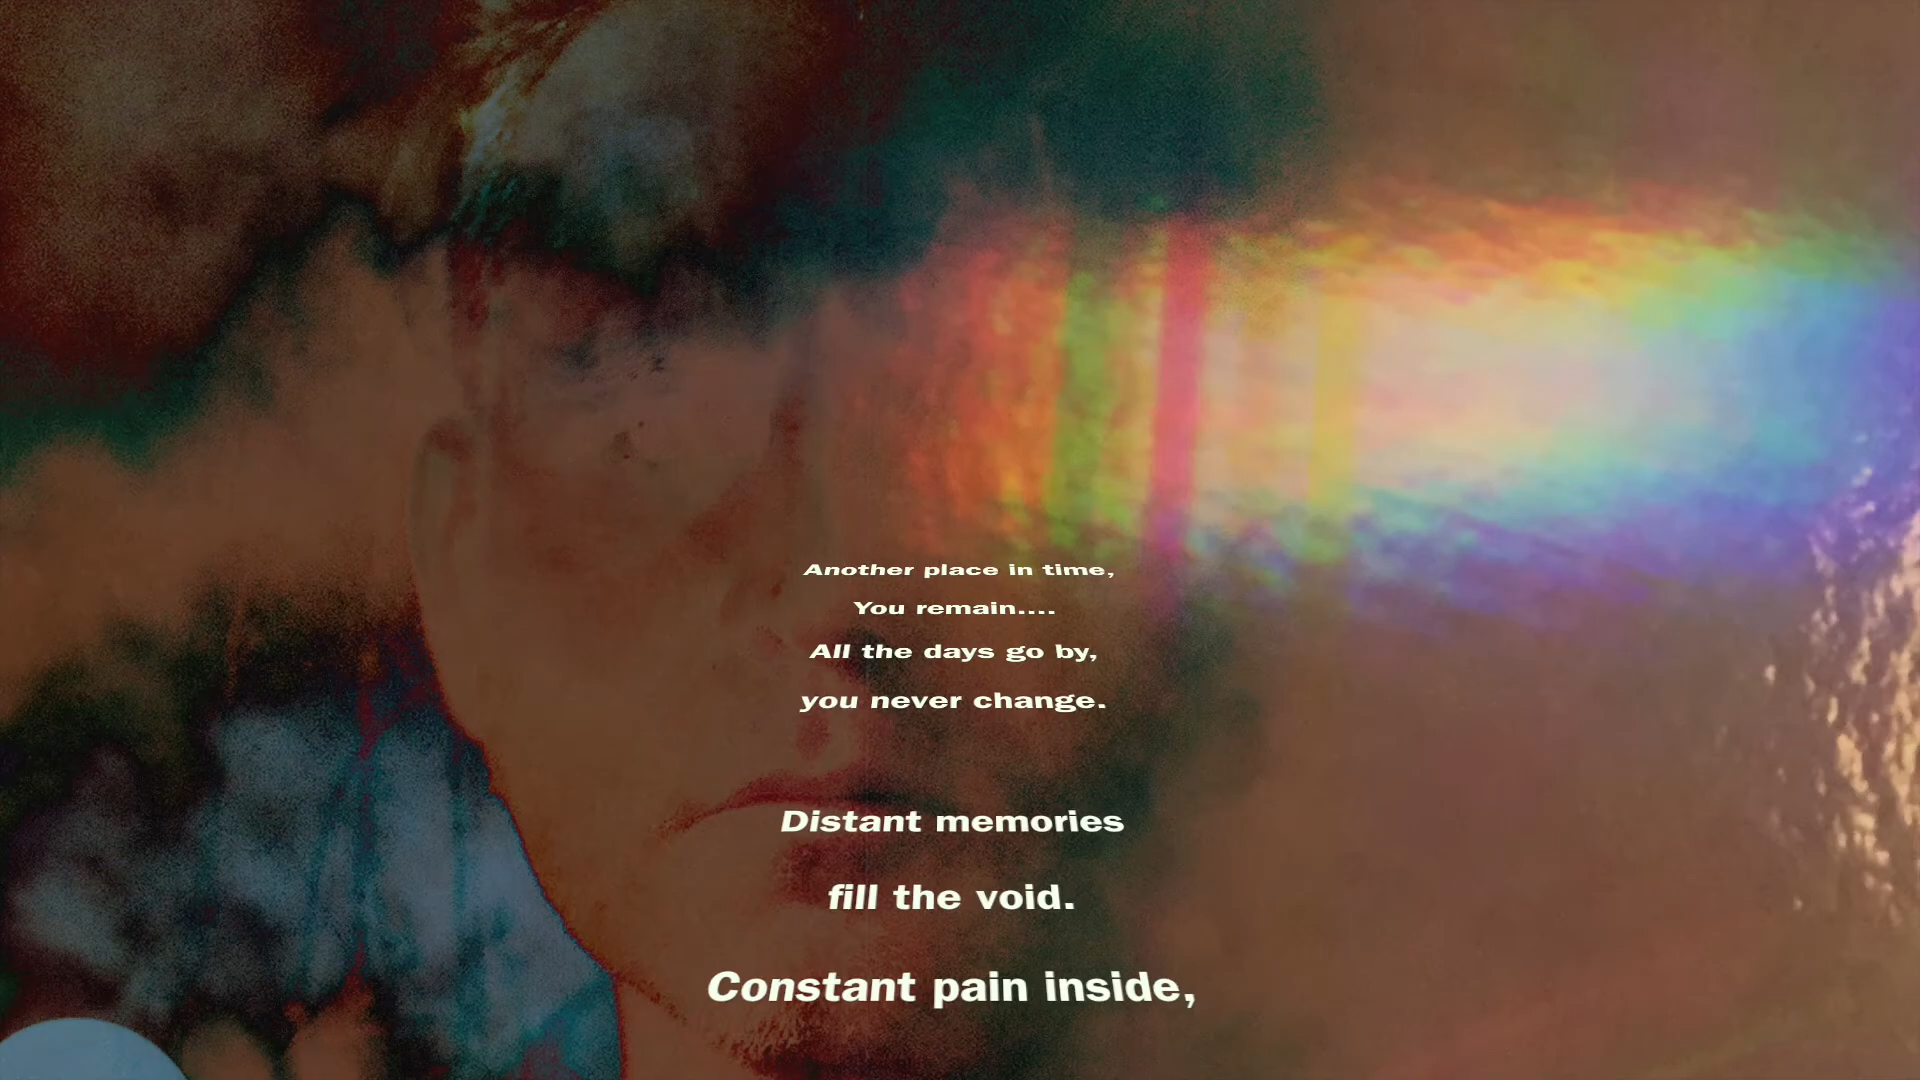 Another place in time,
You remain....
All the days go by,
you never change.
Distant memories
fill the void.
Constant pain inside,